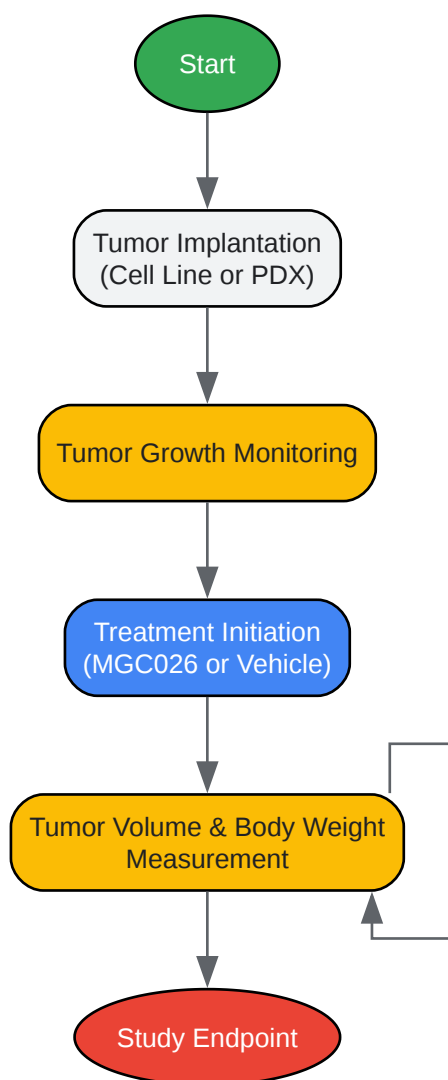 Start
Tumor Implantation
(Cell Line or PDX)
Tumor Growth Monitoring
Treatment Initiation
(MGC026 or Vehicle)
Tumor Volume & Body Weight
Measurement
Study Endpoint